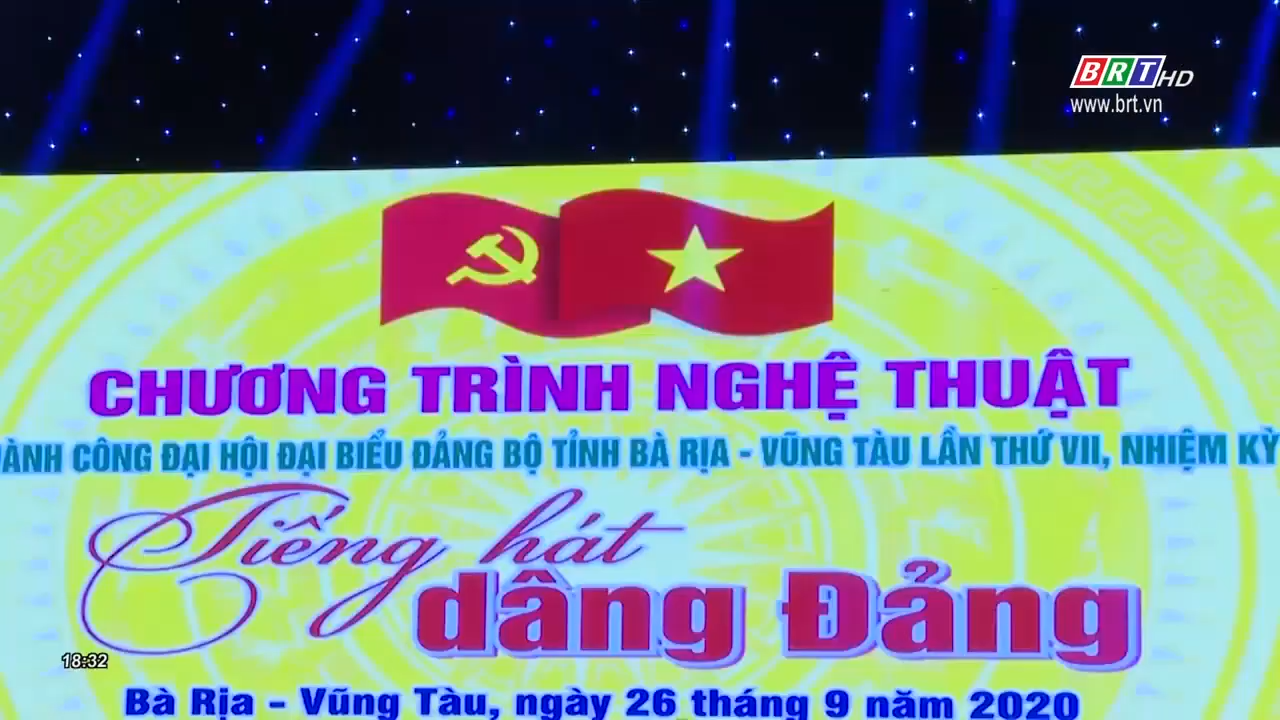 BRT HD
www.brt.vn
CHƯƠNG TRÌNH NGHỆ THUẬT
CÔNG ĐẠI HỘI ĐẠI BIỂU ĐẢNG BỘ TỈNH BÀ RỊA - VŨNG TÀU LẦN THỨ VII, NHIỆM KỲ
Tiếng hát
dâng Đảng
18:32
Bà Rịa - Vũng Tàu, ngày 26 tháng 9 năm 2020